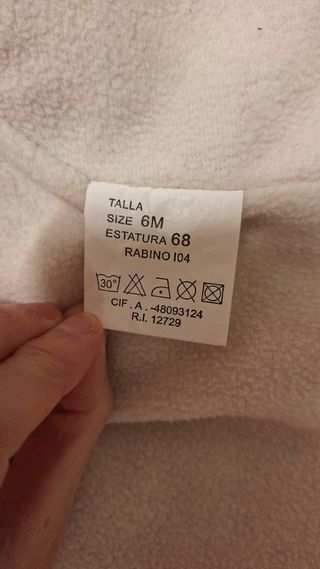 TALLA
SIZE 6M
ESTATURA 68
RABINO I04
30°
CIF . A . -48093124
R.I. 12729